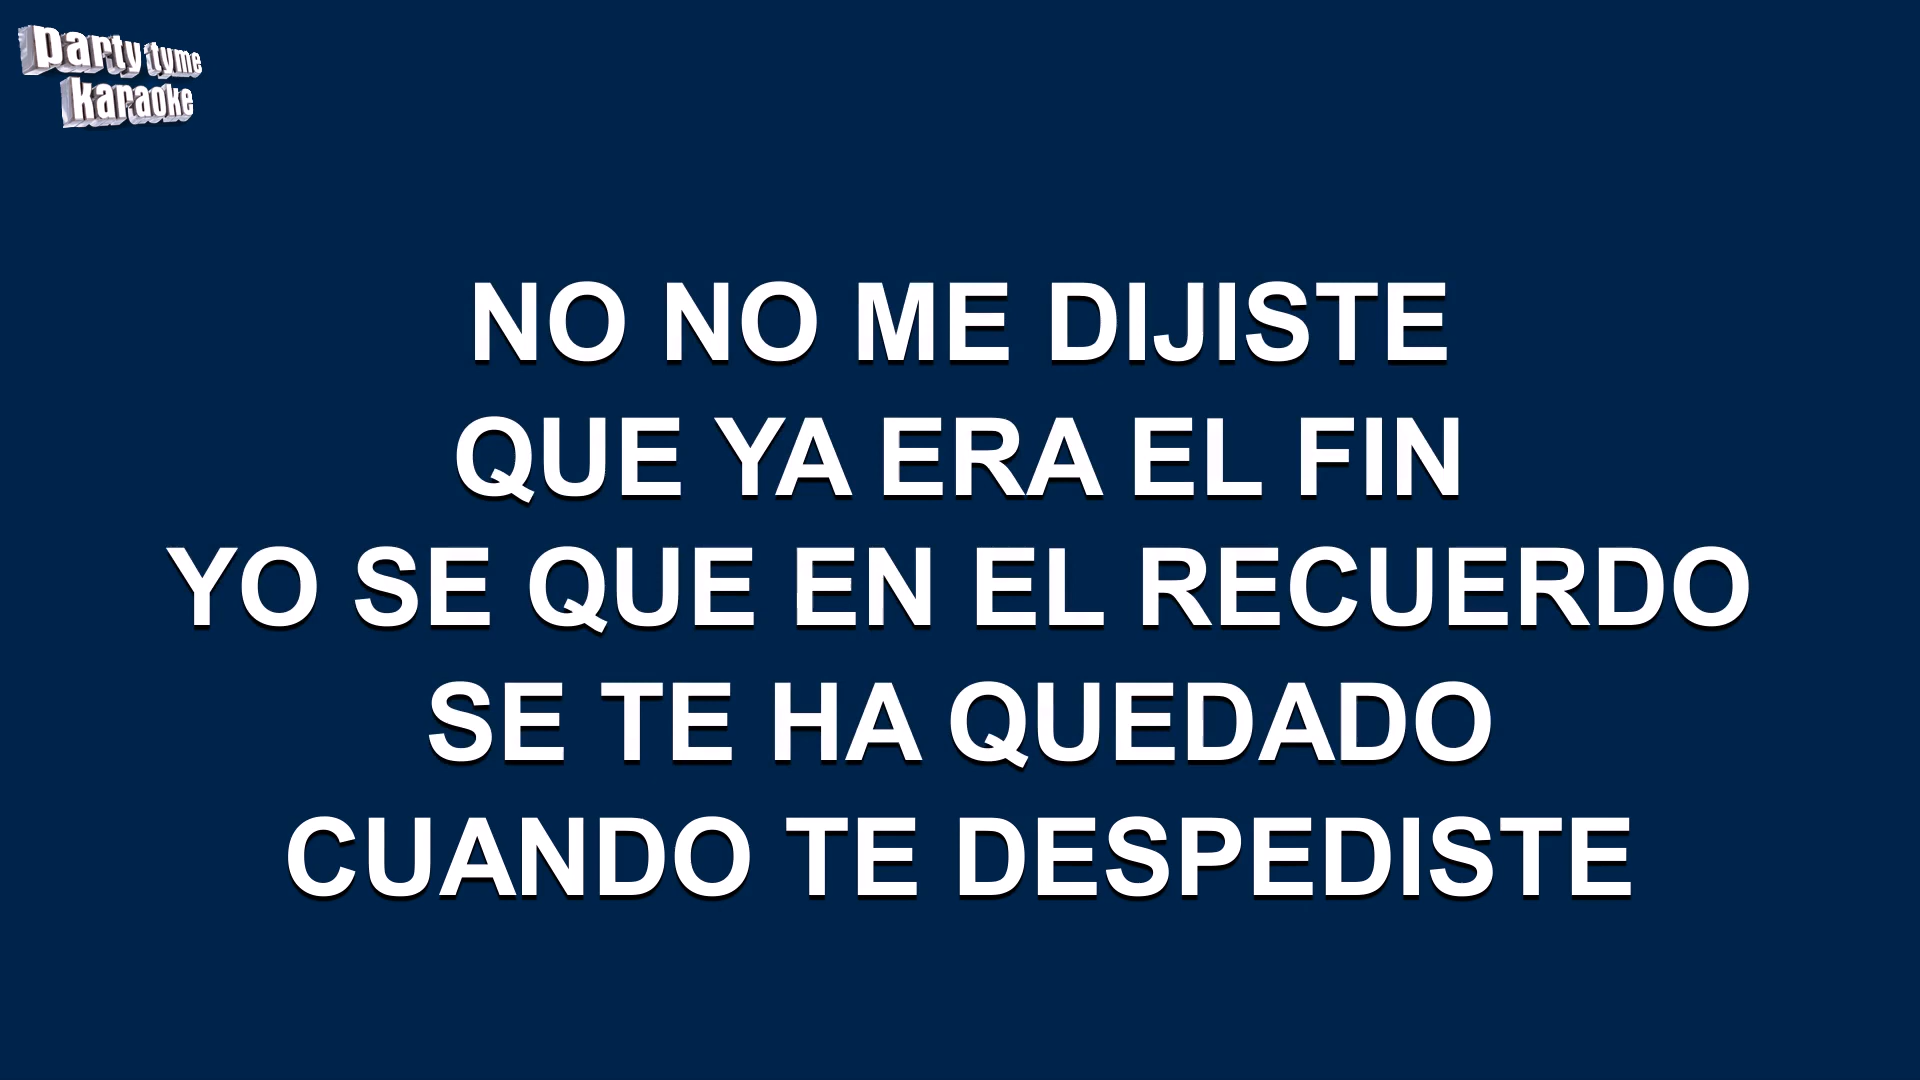 party tyme
karaoke
NO NO ME DIJISTE
QUE YA ERA EL FIN
YO SE QUE EN EL RECUERDO
SE TE HA QUEDADO
CUANDO TE DESPEDISTE